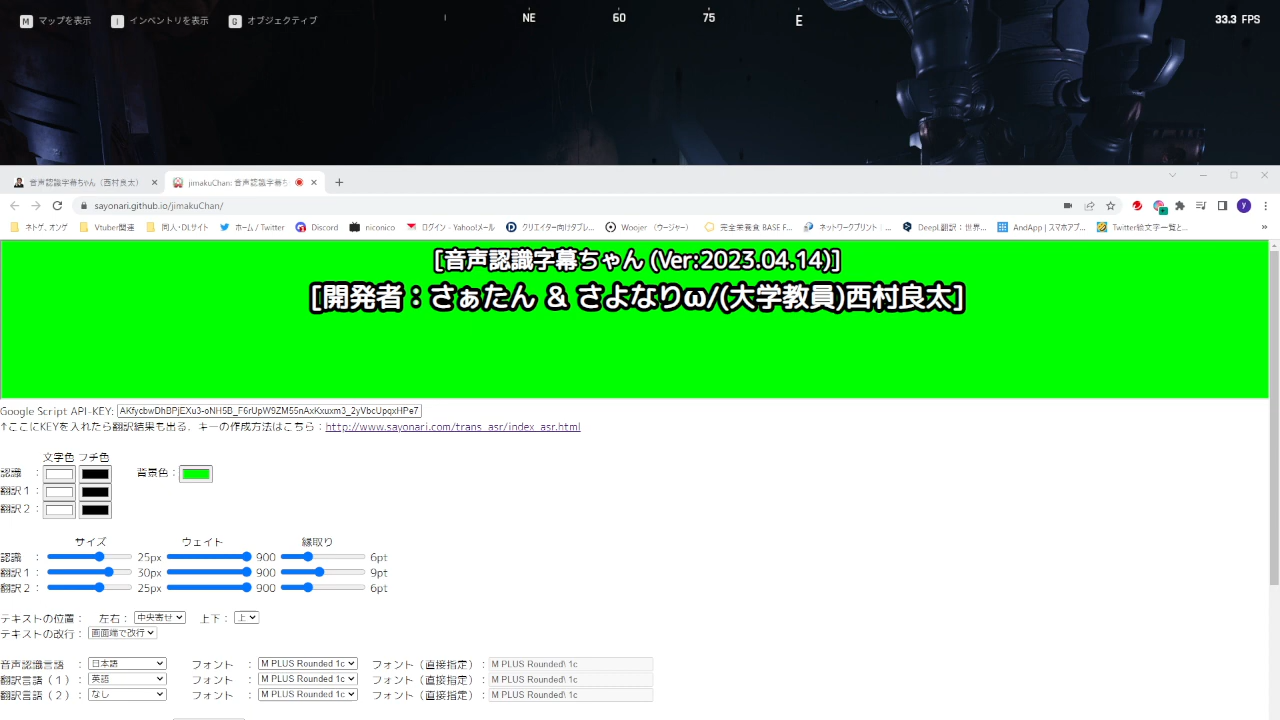 M マップを表示 I インベントリを表示 G オブジェクティブ NE 60 75 E 33.3 FPS
音声認識字幕ちゃん（西村良太） jimakuChan: 音声認識字幕ち
sayonari.github.io/jimakuChan/
ネトゲ、オンゲ Vtuber関連 同人・DLサイト ホーム / Twitter Discord niconico ログイン - Yahoo!メール クリエイター向けタブレ... Woojer （ウージャー） 完全栄養食 BASE F... ネットワークプリント｜... DeepL翻訳：世界... AndApp | スマホアプ... Twitter絵文字一覧と... »
[音声認識字幕ちゃん (Ver:2023.04.14)]
[開発者：さぁたん & さよなりω/(大学教員)西村良太]
Google Script API-KEY: AKfycbwDhBPjEXu3-oNH5B_F6rUpW9ZM55nAxKxuxm3_2yVbcUpqxHPe7
↑ここにKEYを入れたら翻訳結果も出る．キーの作成方法はこちら：http://www.sayonari.com/trans_asr/index_asr.html
文字色 フチ色
認識 ： 背景色：
翻訳１：
翻訳２：
サイズ ウェイト 縁取り
認識 ： 25px 900 6pt
翻訳１： 30px 900 9pt
翻訳２： 25px 900 6pt
テキストの位置： 左右： 中央寄せ 上下： 上
テキストの改行： 画面端で改行
音声認識言語 ： 日本語 フォント ： M PLUS Rounded 1c フォント（直接指定）： M PLUS Rounded\ 1c
翻訳言語（１）： 英語 フォント ： M PLUS Rounded 1c フォント（直接指定）： M PLUS Rounded\ 1c
翻訳言語（２）： なし フォント ： M PLUS Rounded 1c フォント（直接指定）： M PLUS Rounded\ 1c